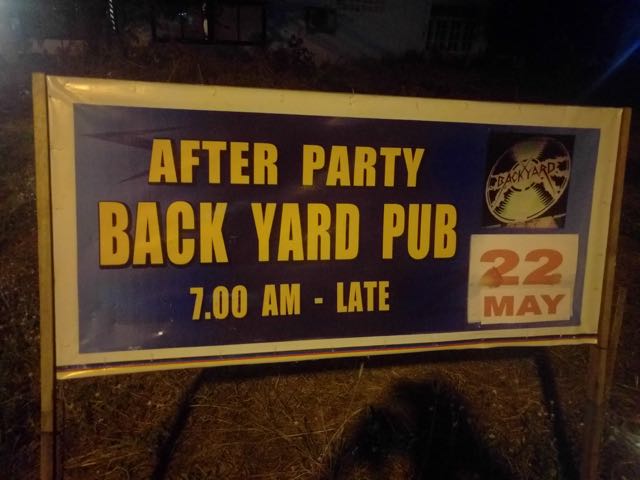 AFTER PARTY
BACK YARD PUB
7.00 AM - LATE
BACKYARD
22
MAY